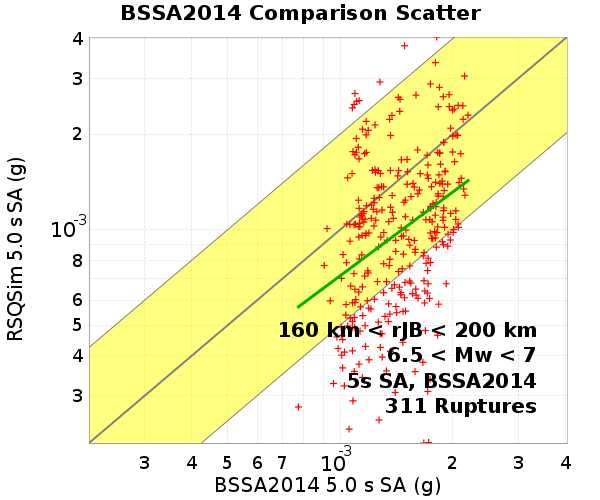 BSSA2014 Comparison Scatter
RSQSim 5.0 s SA (g)
4
3
2
10-3
8
6
5
4
3
160 km < rJB < 200 km
6.5 < Mw < 7
5s SA, BSSA2014
311 Ruptures
3 4 5 6 7 10-3 2 3 4
BSSA2014 5.0 s SA (g)